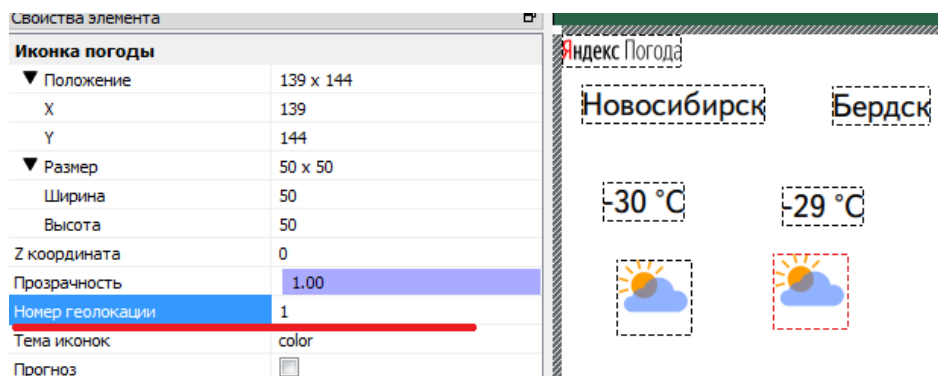 Свойства элемента
Иконка погоды
Положение 139 x 144
X 139
Y 144
Размер 50 x 50
Ширина 50
Высота 50
Z координата 0
Прозрачность 1.00
Номер геолокации 1
Тема иконок color
Прогноз
Яндекс Погода
Новосибирск Бердск
-30 °C -29 °C